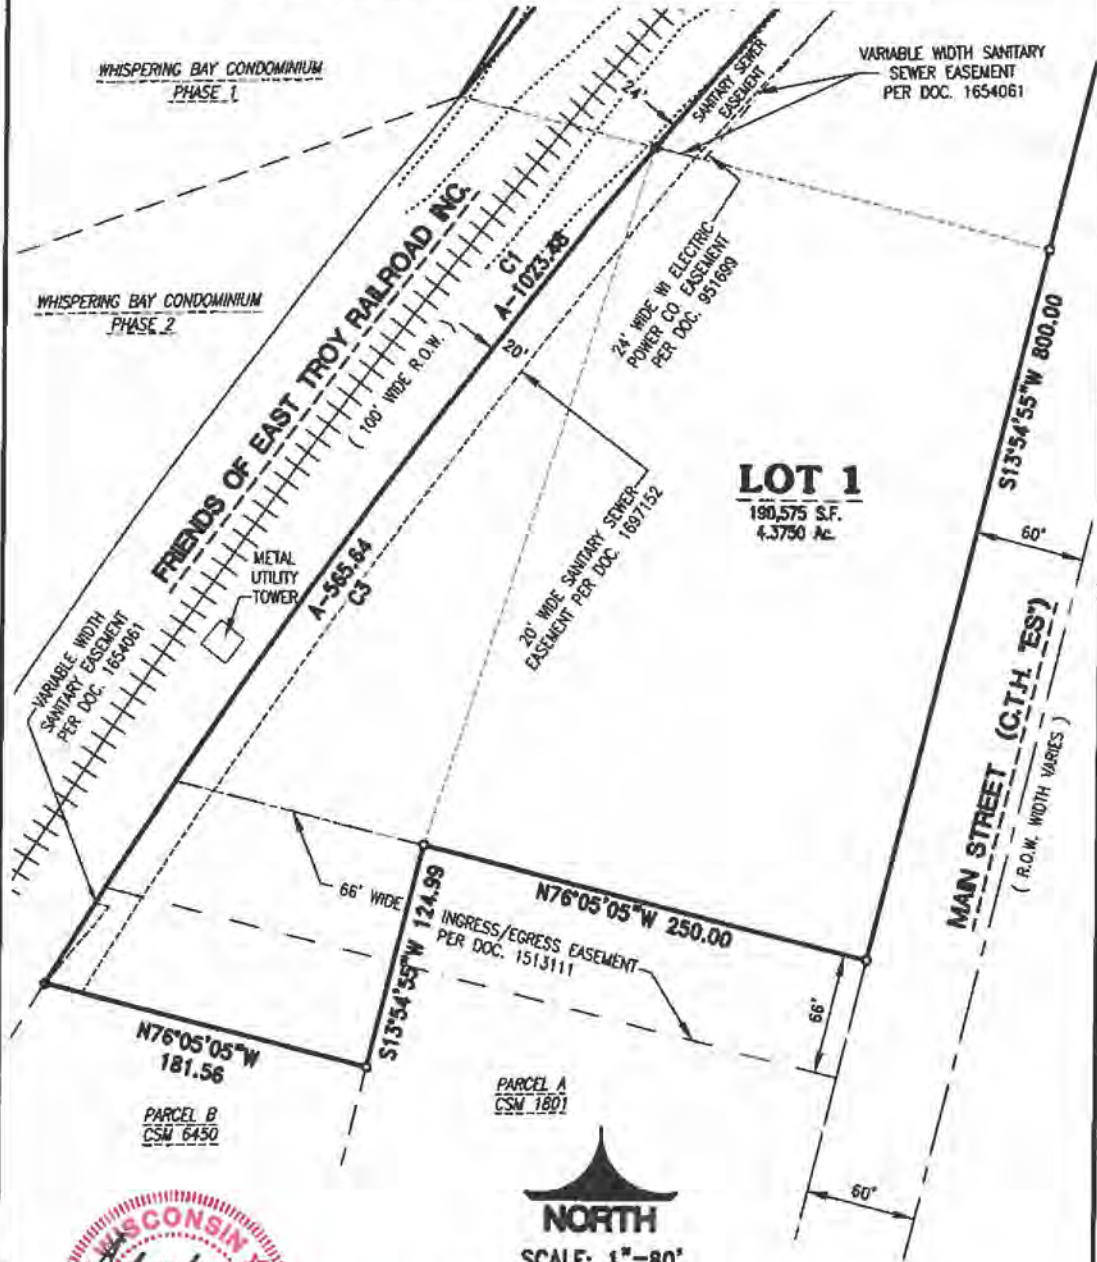 WHISPERING BAY CONDOMINIUM
PHASE 1
VARIABLE WIDTH SANITARY
SEWER EASEMENT
PER DOC. 1654061
SANITARY SEWER
EASEMENT
24'
WHISPERING BAY CONDOMINIUM
PHASE 2
FRIENDS OF EAST TROY RAILROAD INC.
( 100' WIDE R.O.W. )
C1
A-1023.48
20'
24' WIDE WI ELECTRIC
POWER CO. EASEMENT
PER DOC. 951699
S13°54'55"W 800.00
LOT 1
190,575 S.F.
4.3750 Ac.
60'
20' WIDE SANITARY SEWER
EASEMENT PER DOC. 1697152
METAL
UTILITY
TOWER
A-565.64
C3
VARIABLE WIDTH
SANITARY EASEMENT
PER DOC. 1654061
MAIN STREET (C.T.H. "ES")
( R.O.W. WIDTH VARIES )
66' WIDE
S13°54'55"W 124.99
N76°05'05"W 250.00
INGRESS/EGRESS EASEMENT
PER DOC. 1513111
66'
N76°05'05"W
181.56
PARCEL B
CSM 6450
PARCEL A
CSM 1801
60'
WISCONSIN
NORTH
SCALE: 1"=80'